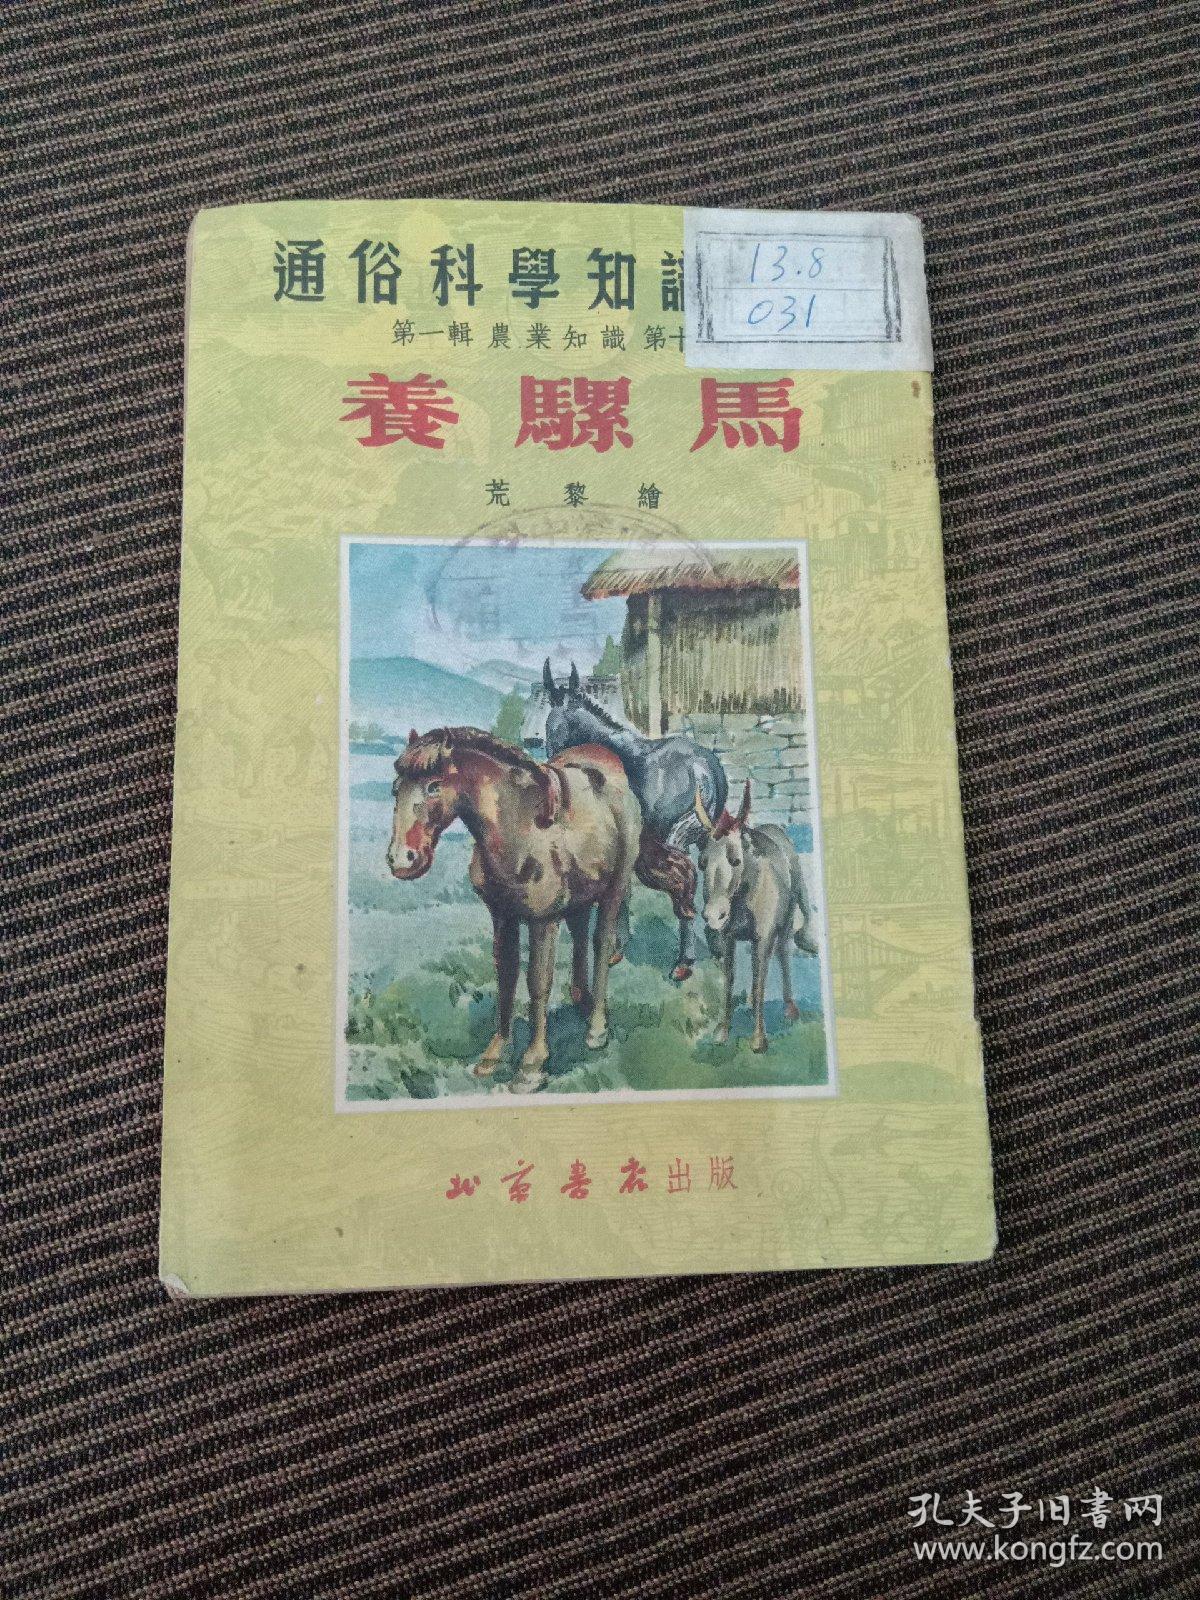 通俗科學知識
13.8
031
第一輯 農業知識 第十
養騾馬
荒黎繪
北京書店出版
孔夫子旧書网
www.kongfz.com